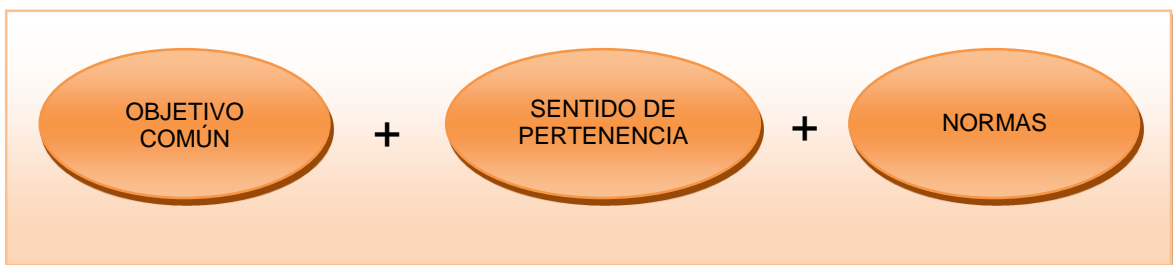 OBJETIVO
COMÚN
+
SENTIDO DE
PERTENENCIA
+
NORMAS